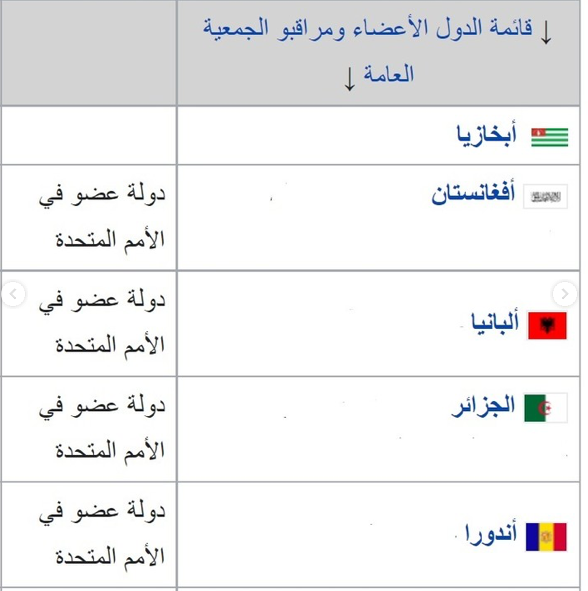 ↓ قائمة الدول الأعضاء ومراقبو الجمعية
العامة ↓
أبخازيا
أفغانستان
دولة عضو في
الأمم المتحدة
ألبانيا
دولة عضو في
الأمم المتحدة
الجزائر
دولة عضو في
الأمم المتحدة
أندورا
دولة عضو في
الأمم المتحدة